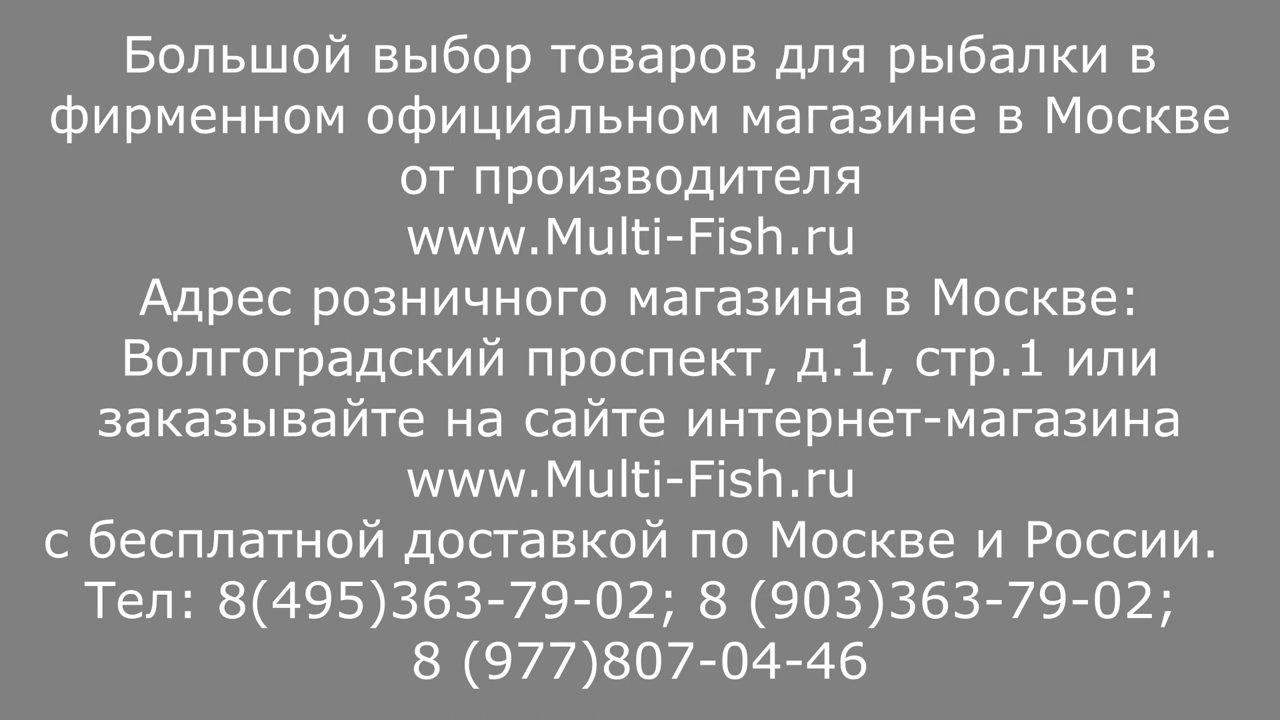 Большой выбор товаров для рыбалки в
фирменном официальном магазине в Москве
от производителя
www.Multi-Fish.ru
Адрес розничного магазина в Москве:
Волгоградский проспект, д.1, стр.1 или
заказывайте на сайте интернет-магазина
www.Multi-Fish.ru
с бесплатной доставкой по Москве и России.
Тел: 8(495)363-79-02; 8 (903)363-79-02;
8 (977)807-04-46